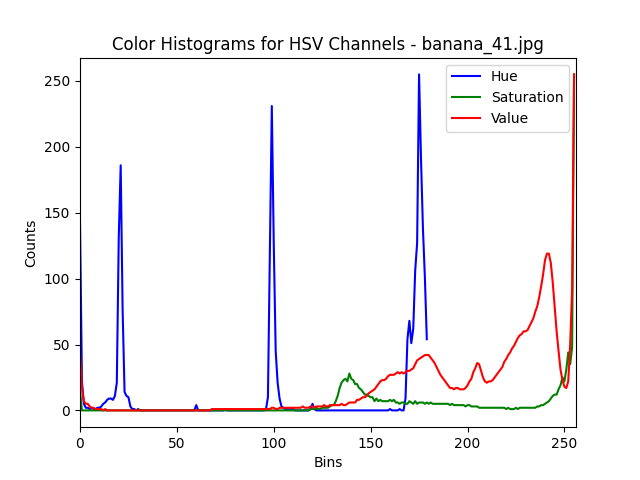 Color Histograms for HSV Channels - banana_41.jpg
250
200
150
100
50
0
Counts
Hue
Saturation
Value
0 50 100 150 200 250
Bins